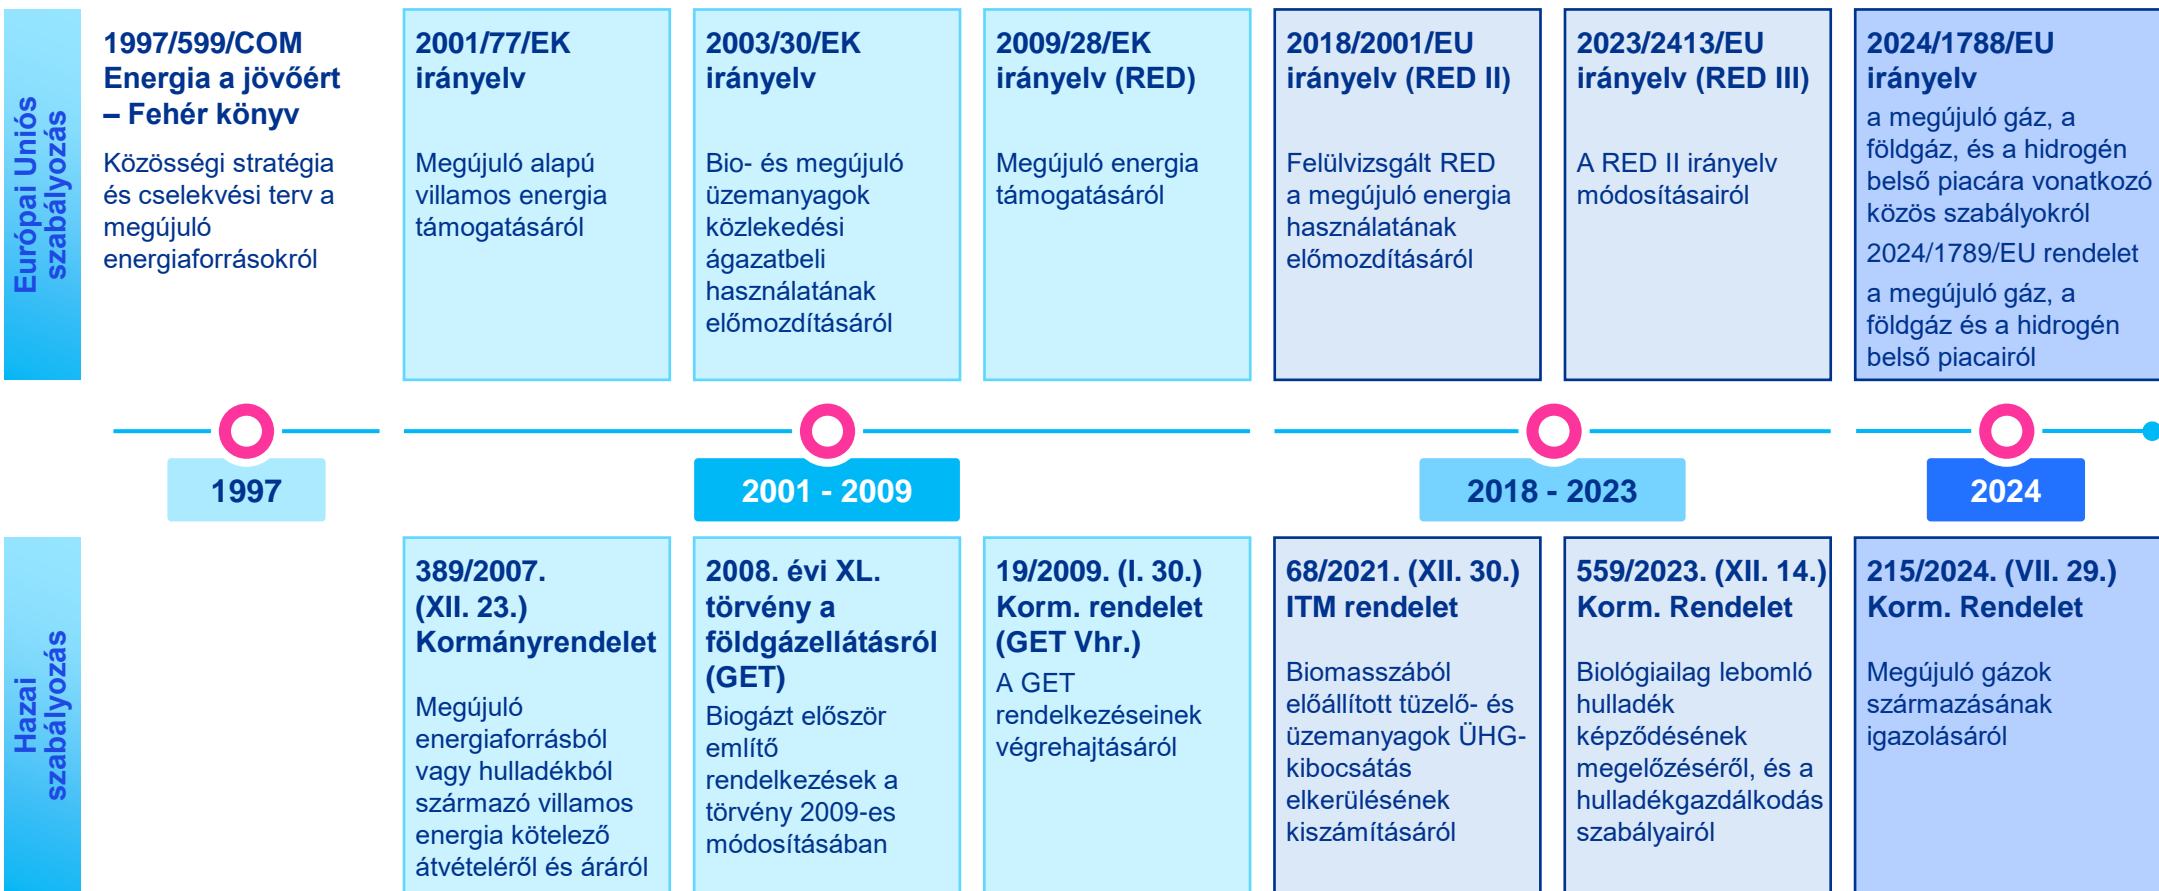 Európai Uniós
szabályozás
1997/599/COM
Energia a jövőért
– Fehér könyv
Közösségi stratégia
és cselekvési terv a
megújuló
energiaforrásokról
2001/77/EK
irányelv
Megújuló alapú
villamos energia
támogatásáról
2003/30/EK
irányelv
Bio- és megújuló
üzemanyagok
közlekedési
ágazatbeli
használatának
előmozdításáról
2009/28/EK
irányelv (RED)
Megújuló energia
támogatásáról
2018/2001/EU
irányelv (RED II)
Felülvizsgált RED
a megújuló energia
használatának
előmozdításáról
2023/2413/EU
irányelv (RED III)
A RED II irányelv
módosításairól
2024/1788/EU
irányelv
a megújuló gáz, a
földgáz, és a hidrogén
belső piacára vonatkozó
közös szabályokról
2024/1789/EU rendelet
a megújuló gáz, a
földgáz és a hidrogén
belső piacairól
1997
2001 - 2009
2018 - 2023
2024
Hazai
szabályozás
389/2007.
(XII. 23.)
Kormányrendelet
Megújuló
energiaforrásból
vagy hulladékból
származó villamos
energia kötelező
átvételéről és áráról
2008. évi XL.
törvény a
földgázellátásról
(GET)
Biogázt először
említő
rendelkezések a
törvény 2009-es
módosításában
19/2009. (I. 30.)
Korm. rendelet
(GET Vhr.)
A GET
rendelkezéseinek
végrehajtásáról
68/2021. (XII. 30.)
ITM rendelet
Biomasszából
előállított tüzelő- és
üzemanyagok ÜHG-
kibocsátás
elkerülésének
kiszámításáról
559/2023. (XII. 14.)
Korm. Rendelet
Biológiailag lebomló
hulladék
képződésének
megelőzéséről, és a
hulladékgazdálkodás
szabályairól
215/2024. (VII. 29.)
Korm. Rendelet
Megújuló gázok
származásának
igazolásáról